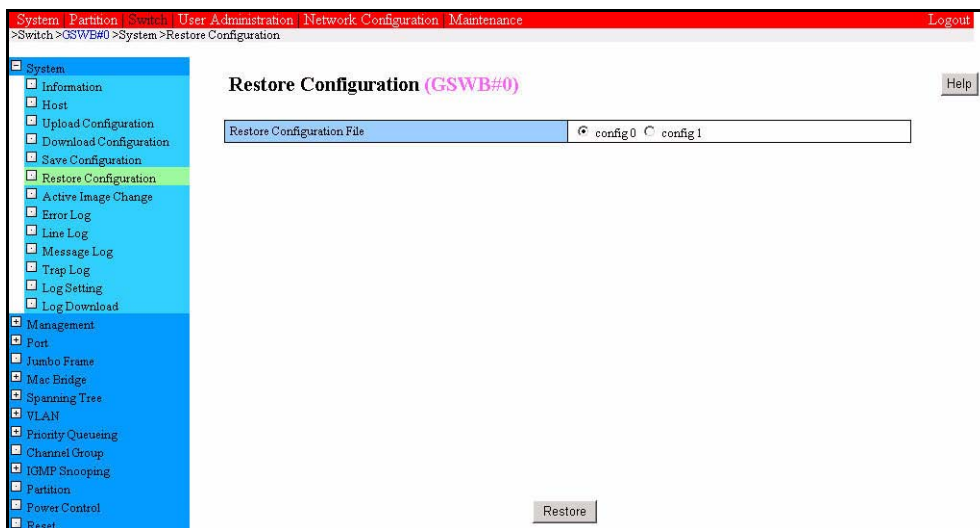 System | Partition | Switch | User Administration | Network Configuration | Maintenance Logout
>Switch >GSWB#0 >System >Restore Configuration
System
Information
Host
Upload Configuration
Download Configuration
Save Configuration
Restore Configuration
Active Image Change
Error Log
Line Log
Message Log
Trap Log
Log Setting
Log Download
Management
Port
Jumbo Frame
Mac Bridge
Spanning Tree
VLAN
Priority Queueing
Channel Group
IGMP Snooping
Partition
Power Control
Reset
Restore Configuration (GSWB#0)
Help
Restore Configuration File config 0 config 1
Restore